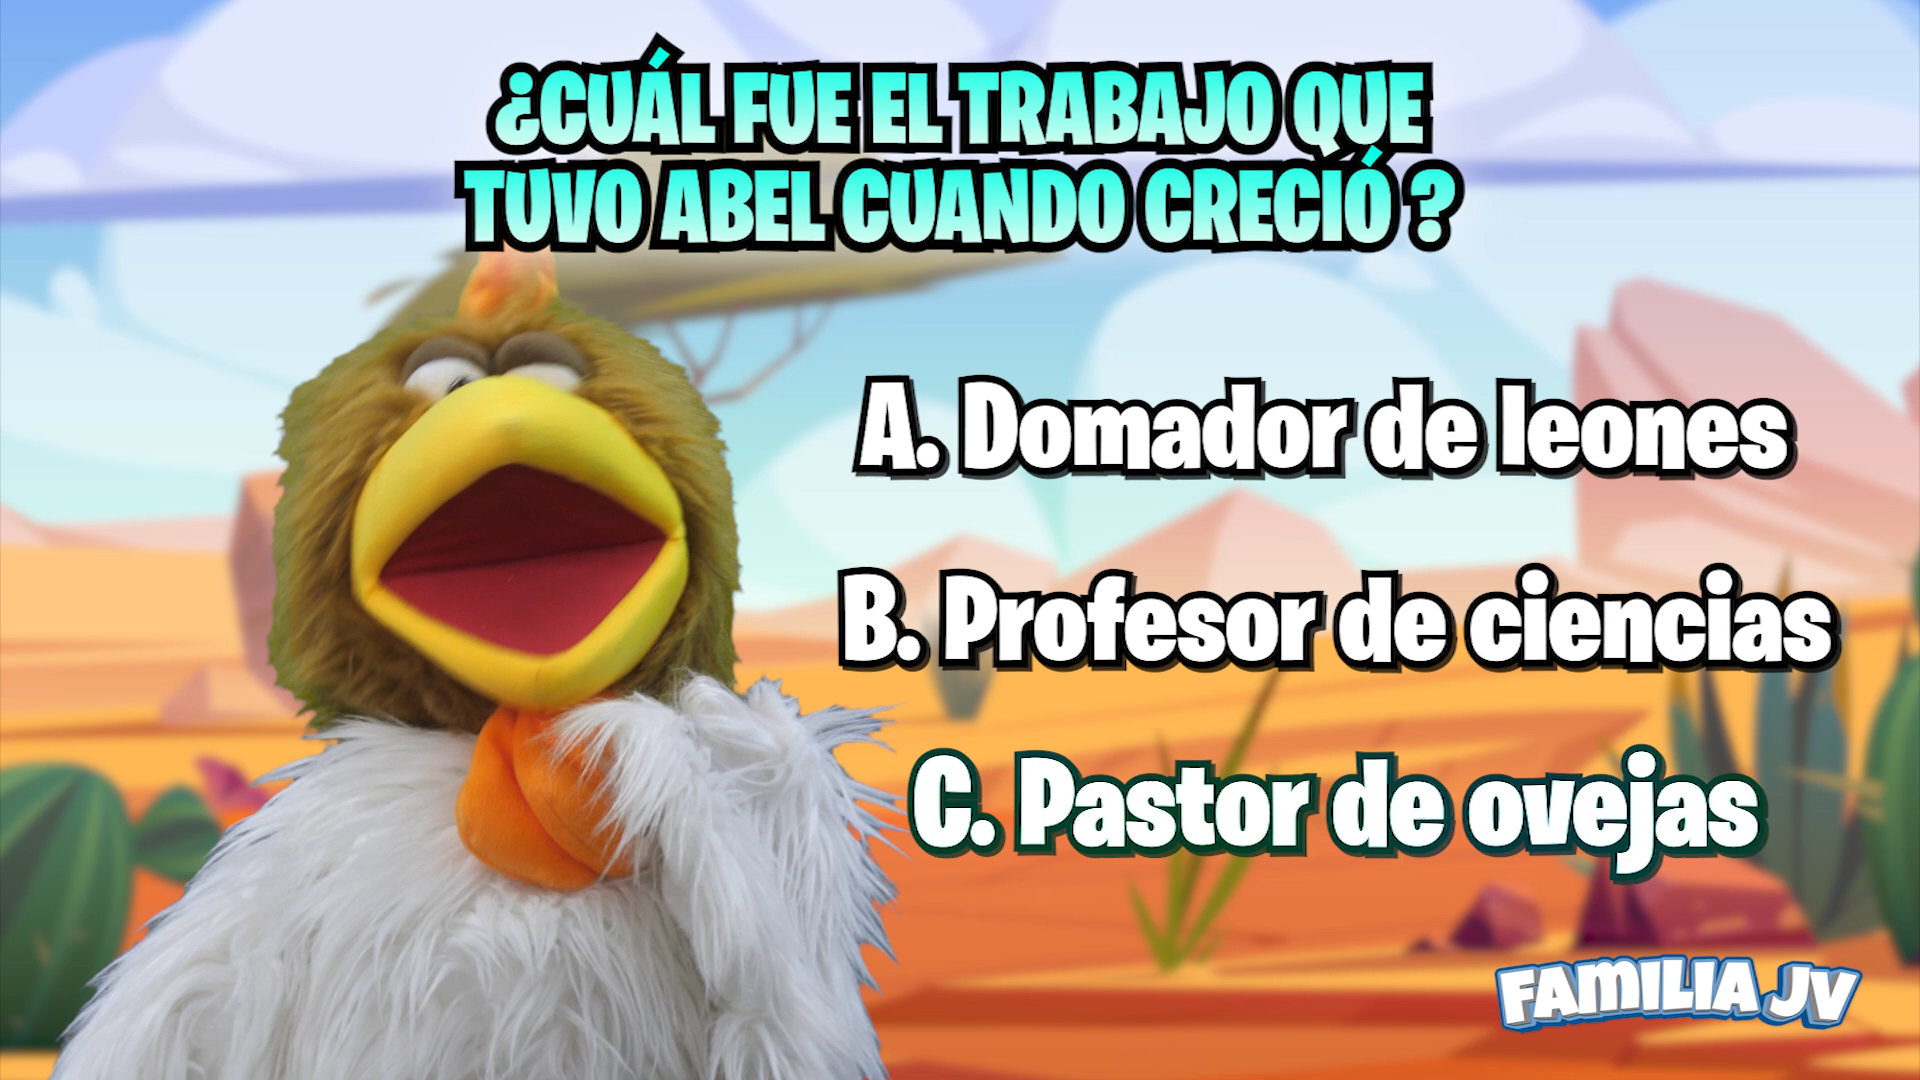 ¿CUÁL FUE EL TRABAJO QUE
TUVO ABEL CUANDO CRECIÓ ?
A. Domador de leones
B. Profesor de ciencias
C. Pastor de ovejas
FAMILIA JV